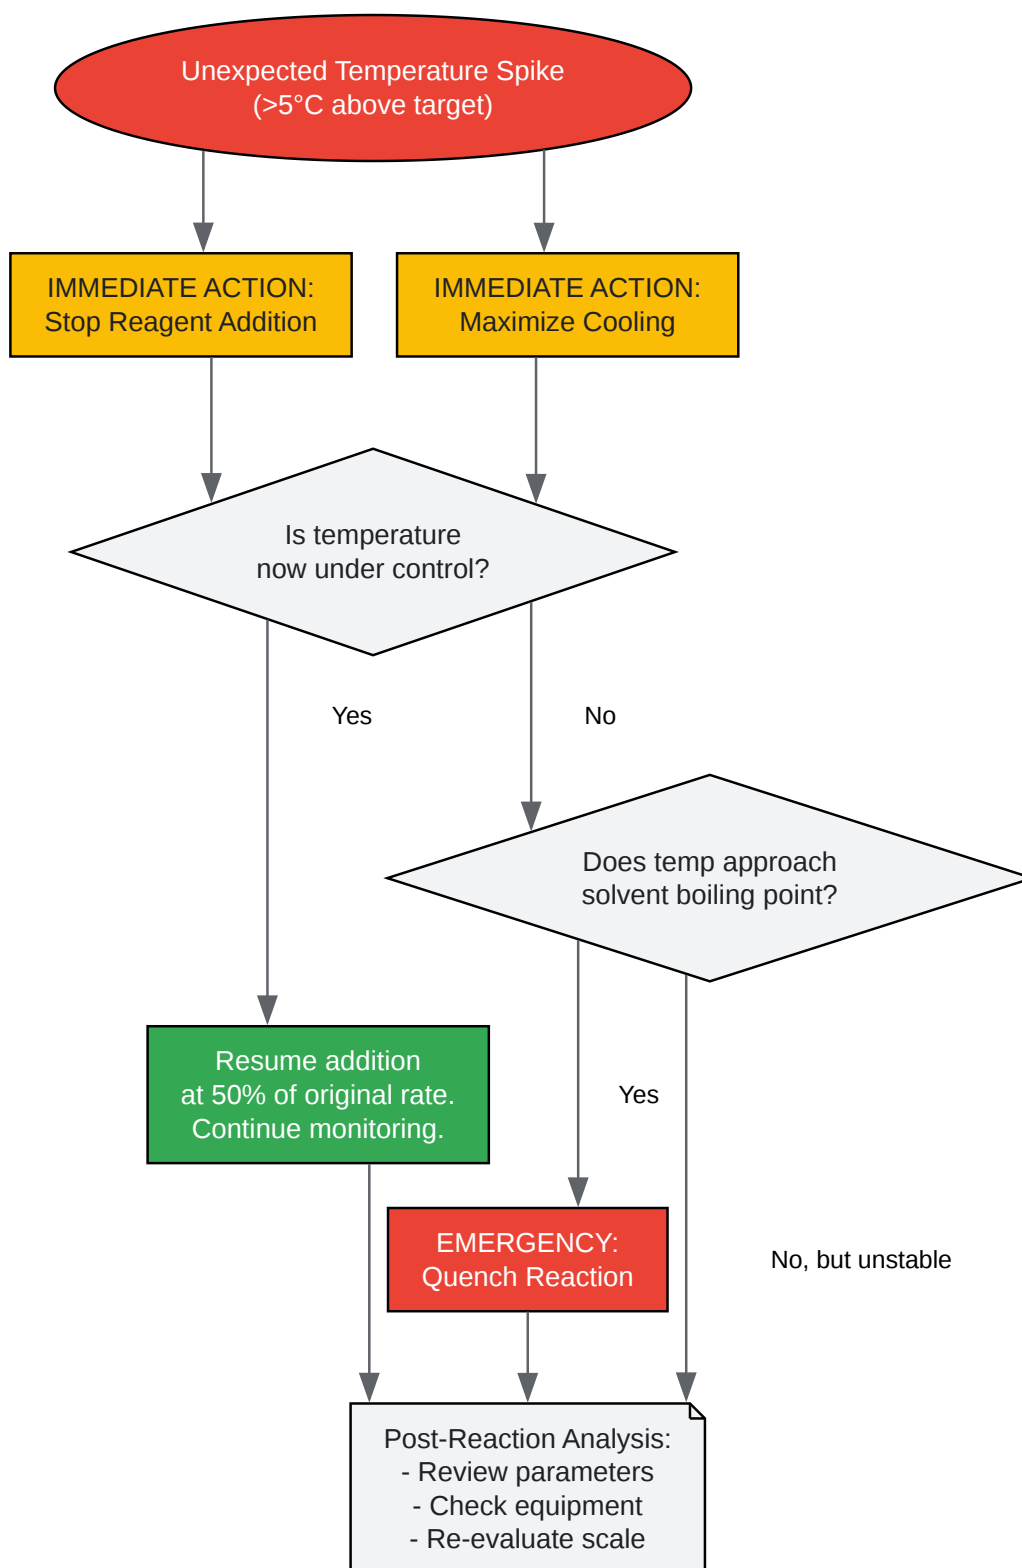 Unexpected Temperature Spike
(>5°C above target)
IMMEDIATE ACTION:
Stop Reagent Addition
IMMEDIATE ACTION:
Maximize Cooling
Is temperature
now under control?
Yes
No
Does temp approach
solvent boiling point?
Resume addition
at 50% of original rate.
Continue monitoring.
Yes
EMERGENCY:
Quench Reaction
No, but unstable
Post-Reaction Analysis:
- Review parameters
- Check equipment
- Re-evaluate scale